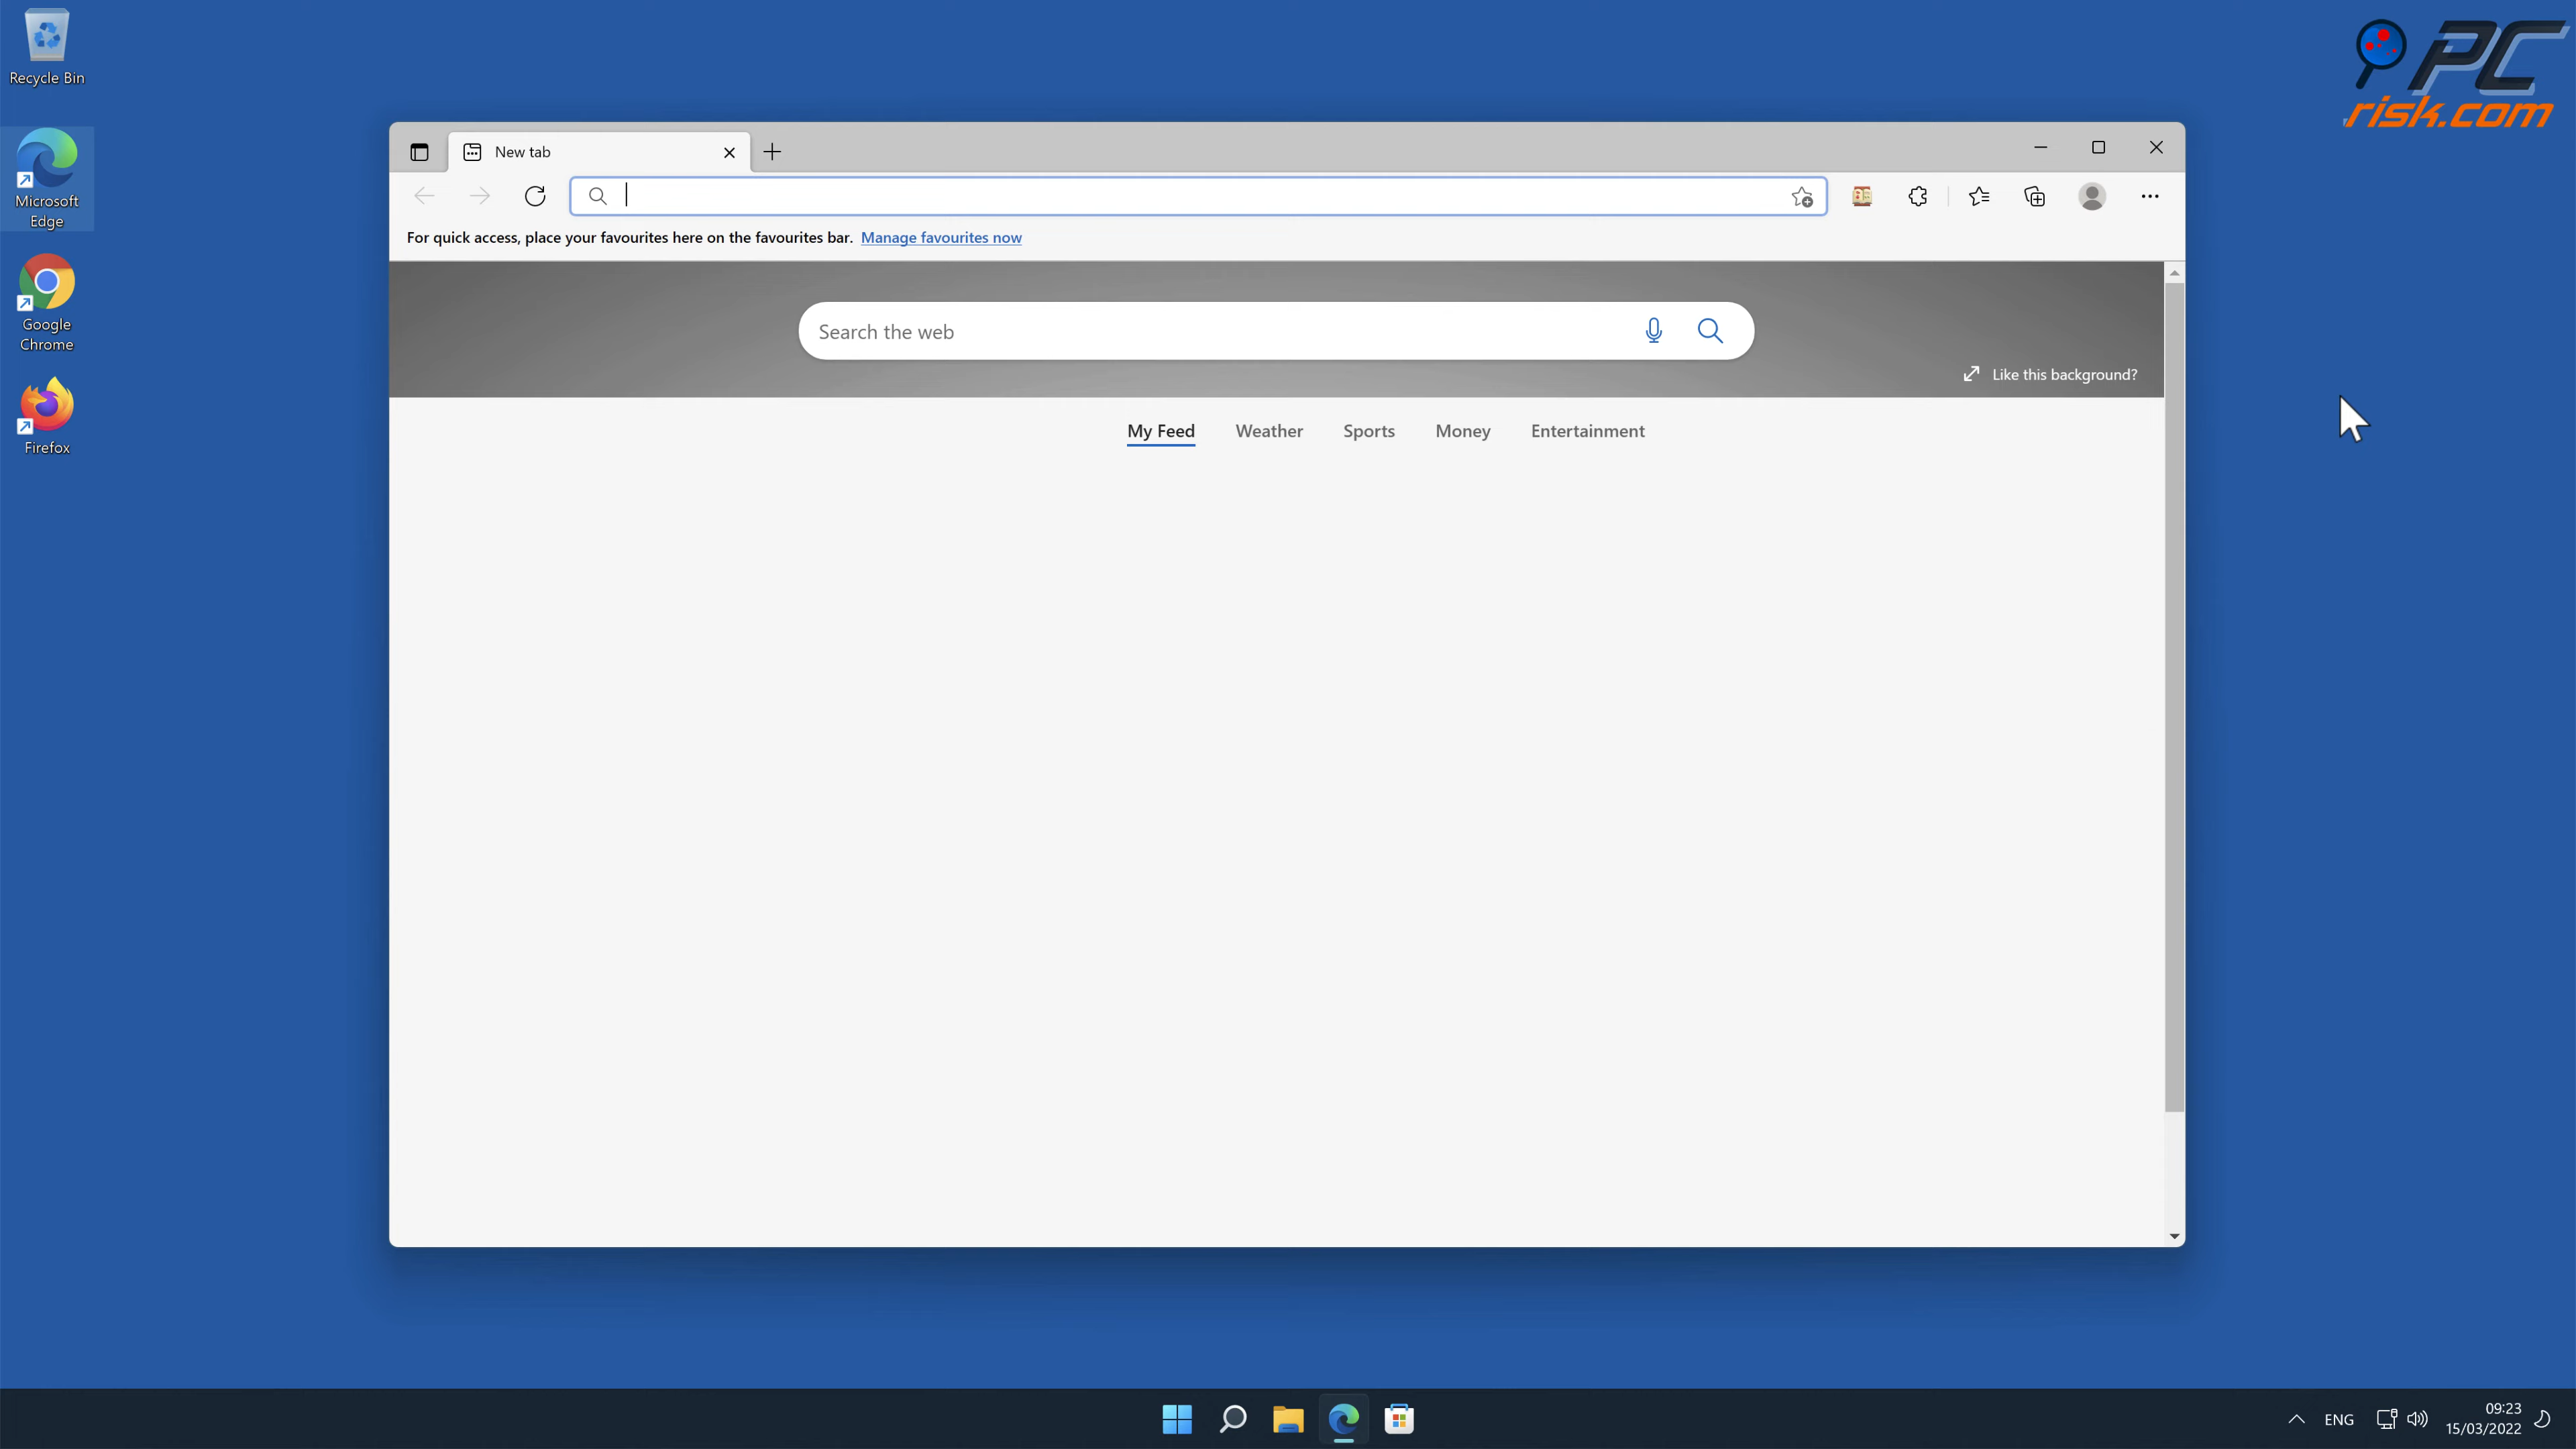 Recycle Bin
Microsoft
Edge
Google
Chrome
Firefox
PC
risk.com
New tab
For quick access, place your favourites here on the favourites bar. Manage favourites now
Search the web
Like this background?
My Feed Weather Sports Money Entertainment
ENG
09:23
15/03/2022